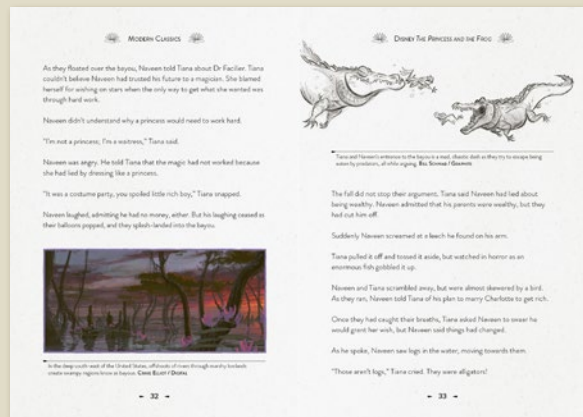 MODERN CLASSICS
As they floated over the bayou, Naveen told Tiana about Dr Facilier. Tiana
couldn't believe Naveen had trusted his future to a magician. She blamed
herself for wishing on stars when the only way to get what she wanted was
through hard work.
Naveen didn't understand why a princess would need to work hard.
"I'm not a princess; I'm a waitress," Tiana said.
Naveen was angry. He told Tiana that the magic had not worked because
she had lied by dressing like a princess.
"It was a costume party, you spoiled little rich boy," Tiana snapped.
Naveen laughed, admitting he had no money, either. But his laughing ceased as
their balloons popped, and they splash-landed into the bayou.
In the deep south-east of the United States, offshoots of rivers through marshy lowlands
create swampy regions know as bayous.
32
DISNEY THE PRINCESS AND THE FROG
Tiana and Naveen's entrance to the bayou is a mad, chaotic dash as they try to escape being
eaten by predators, all while arguing.
The fall did not stop their argument. Tiana said Naveen had lied about
being wealthy. Naveen admitted that his parents were wealthy, but they
had cut him off.
Suddenly Naveen screamed at a leech he found on his arm.
Tiana pulled it off and tossed it aside, but watched in horror as an
enormous fish gobbled it up.
Naveen and Tiana scrambled away, but were almost skewered by a bird.
As they ran, Naveen told Tiana of his plan to marry Charlotte to get rich.
Once they had caught their breaths, Tiana asked Naveen to swear he
would grant her wish, but Naveen said things had changed.
As he spoke, Naveen saw logs in the water, moving towards them.
"Those aren't logs," Tiana cried. They were alligators!
33